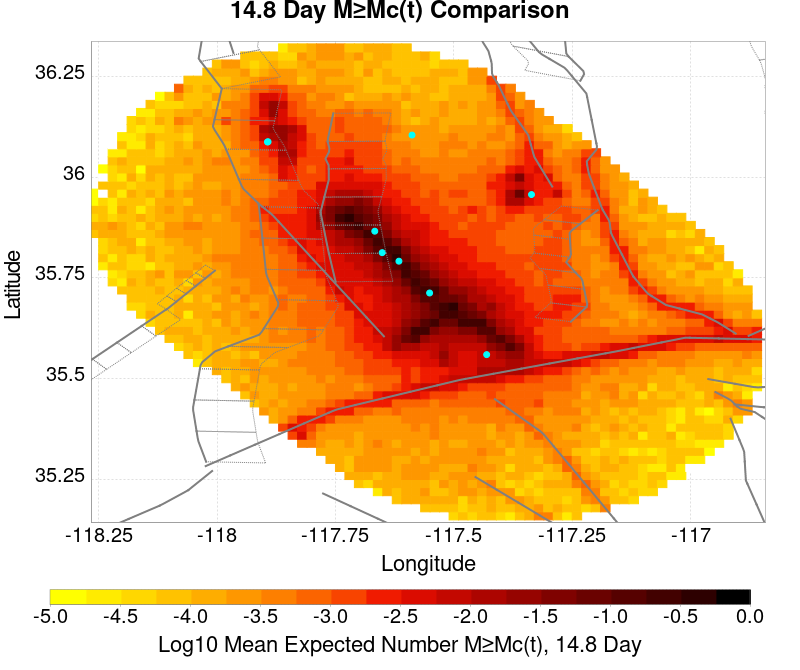 14.8 Day M≥Mc(t) Comparison
36.25
36
35.75
35.5
35.25
Latitude
-118.25 -118 -117.75 -117.5 -117.25 -117
Longitude
-5.0 -4.5 -4.0 -3.5 -3.0 -2.5 -2.0 -1.5 -1.0 -0.5 0.0
Log10 Mean Expected Number M≥Mc(t), 14.8 Day